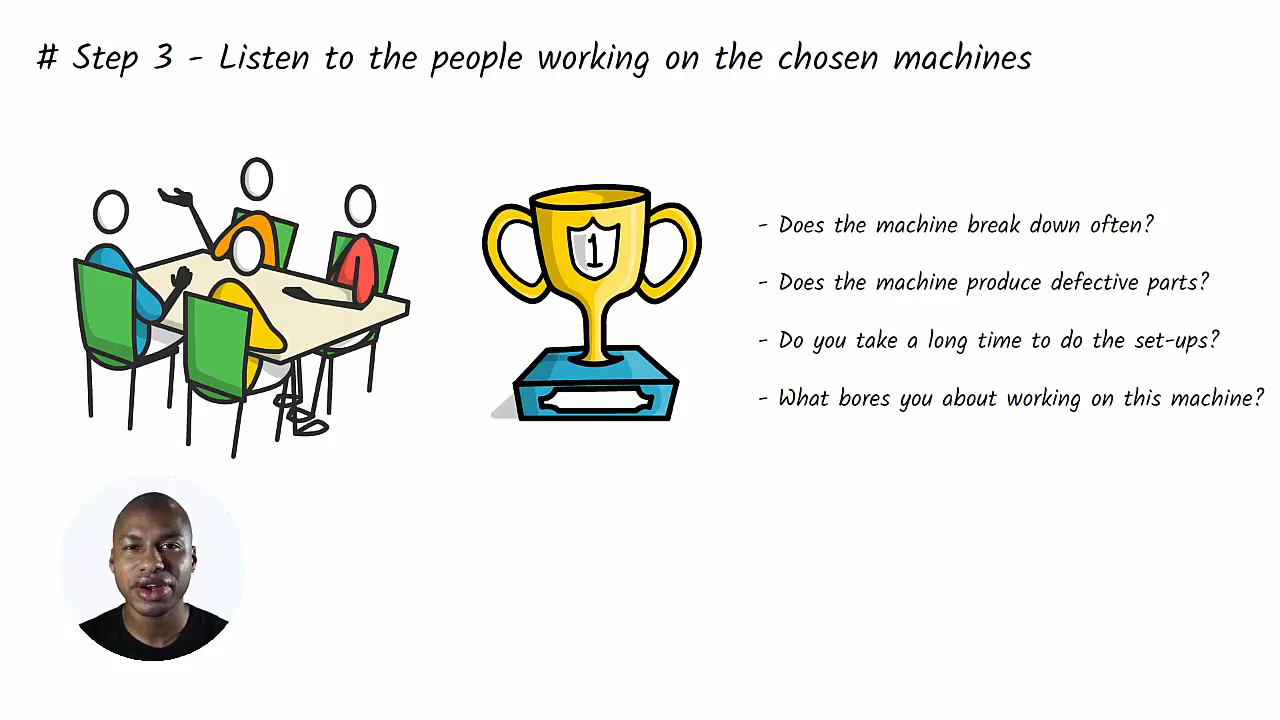 # Step 3 - Listen to the people working on the chosen machines
1
- Does the machine break down often?
- Does the machine produce defective parts?
- Do you take a long time to do the set-ups?
- What bores you about working on this machine?